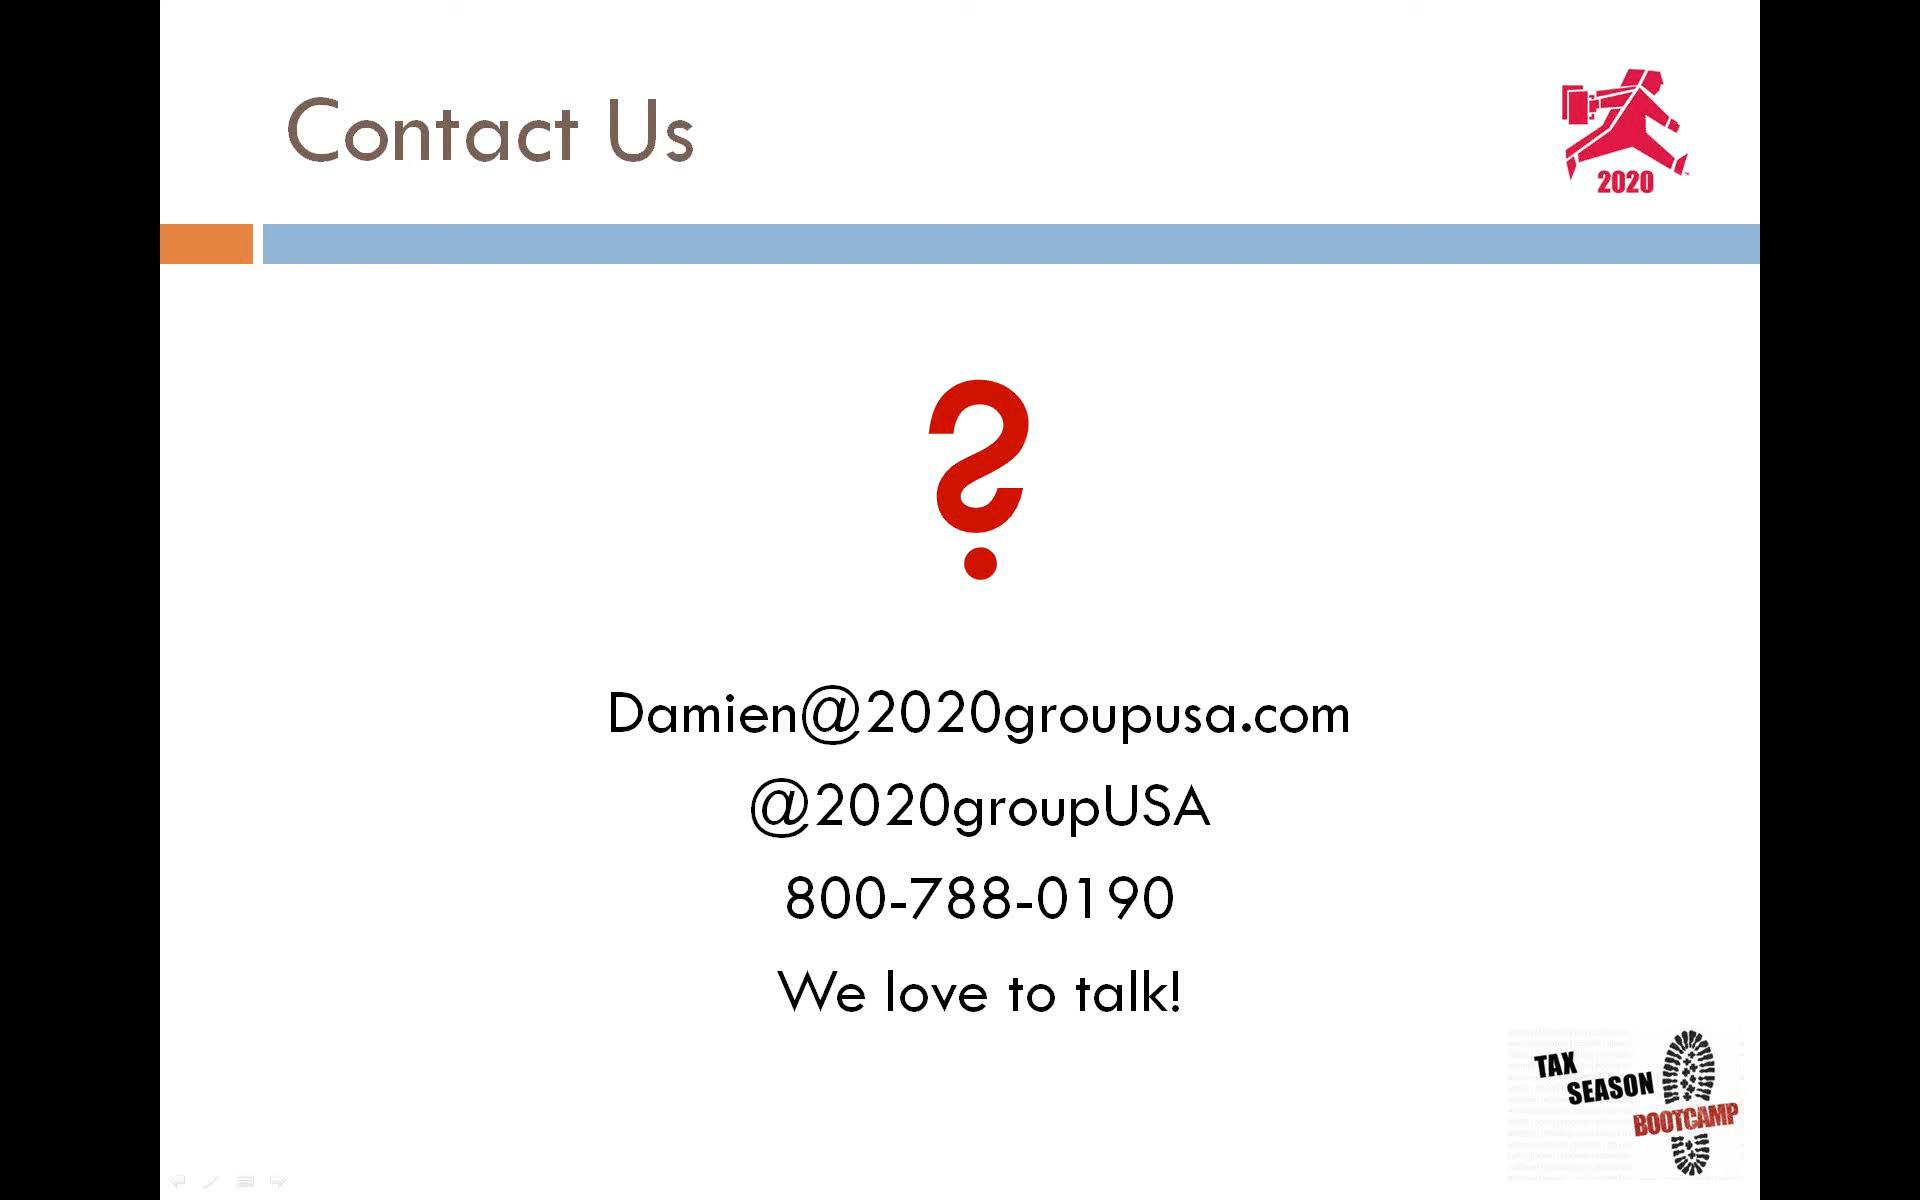 Contact Us
2020
?
Damien@2020groupusa.com
@2020groupUSA
800-788-0190
We love to talk!
TAX
SEASON
BOOTCAMP